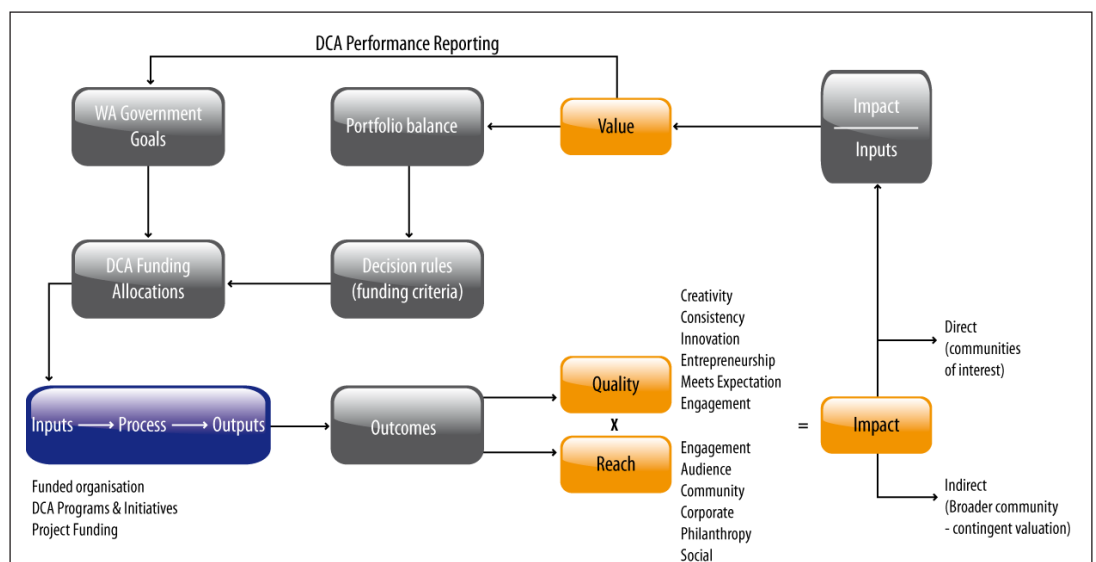 DCA Performance Reporting
WA Government
Goals
Portfolio balance
Value
Impact
Inputs
DCA Funding
Allocations
Decision rules
(funding criteria)
Creativity
Consistency
Innovation
Entrepreneurship
Meets Expectation
Engagement
Direct
(communities
of interest)
Inputs
Process
Outputs
Outcomes
Quality
x
Reach
=
Impact
Engagement
Audience
Community
Corporate
Philanthropy
Social
Funded organisation
DCA Programs & Initiatives
Project Funding
Indirect
(Broader community
- contingent valuation)